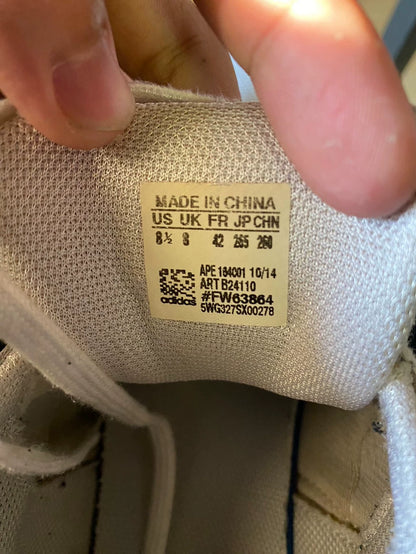 MADE IN CHINA
US UK FR JP CHN
8½ 8 42 265 260
APE 184001 10/14
ART B24110
#FW63864
adidas 5WG327SX00278